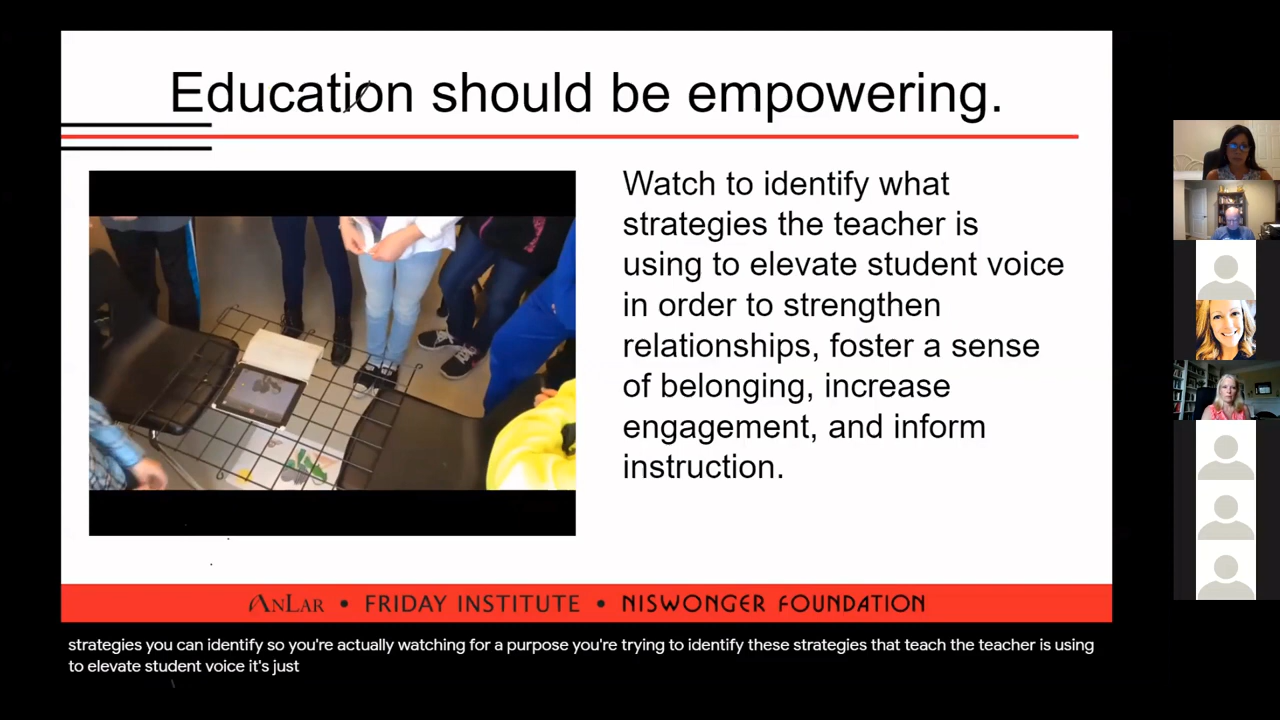 Education should be empowering.
Watch to identify what
strategies the teacher is
using to elevate student voice
in order to strengthen
relationships, foster a sense
of belonging, increase
engagement, and inform
instruction.
ANLAR • FRIDAY INSTITUTE • NISWONGER FOUNDATION
strategies you can identify so you're actually watching for a purpose you're trying to identify these strategies that teach the teacher is using
to elevate student voice it's just